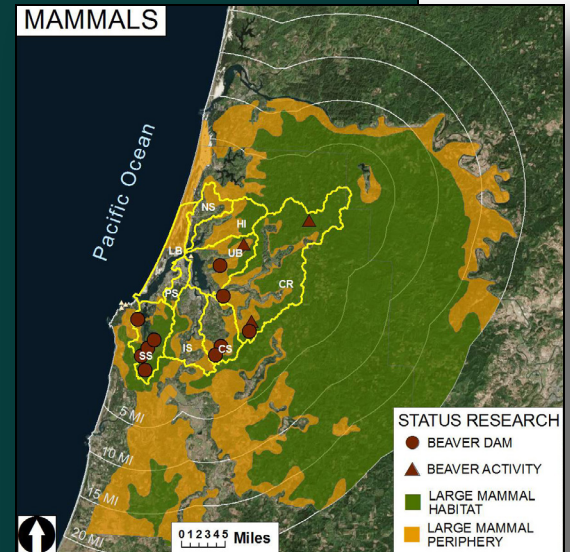 MAMMALS
Pacific Ocean
NS
HI
LB
UB
PS
CR
IS
CS
SS
5 MI
10 MI
15 MI
20 MI
0 1 2 3 4 5 Miles
STATUS RESEARCH
BEAVER DAM
BEAVER ACTIVITY
LARGE MAMMAL
HABITAT
LARGE MAMMAL
PERIPHERY